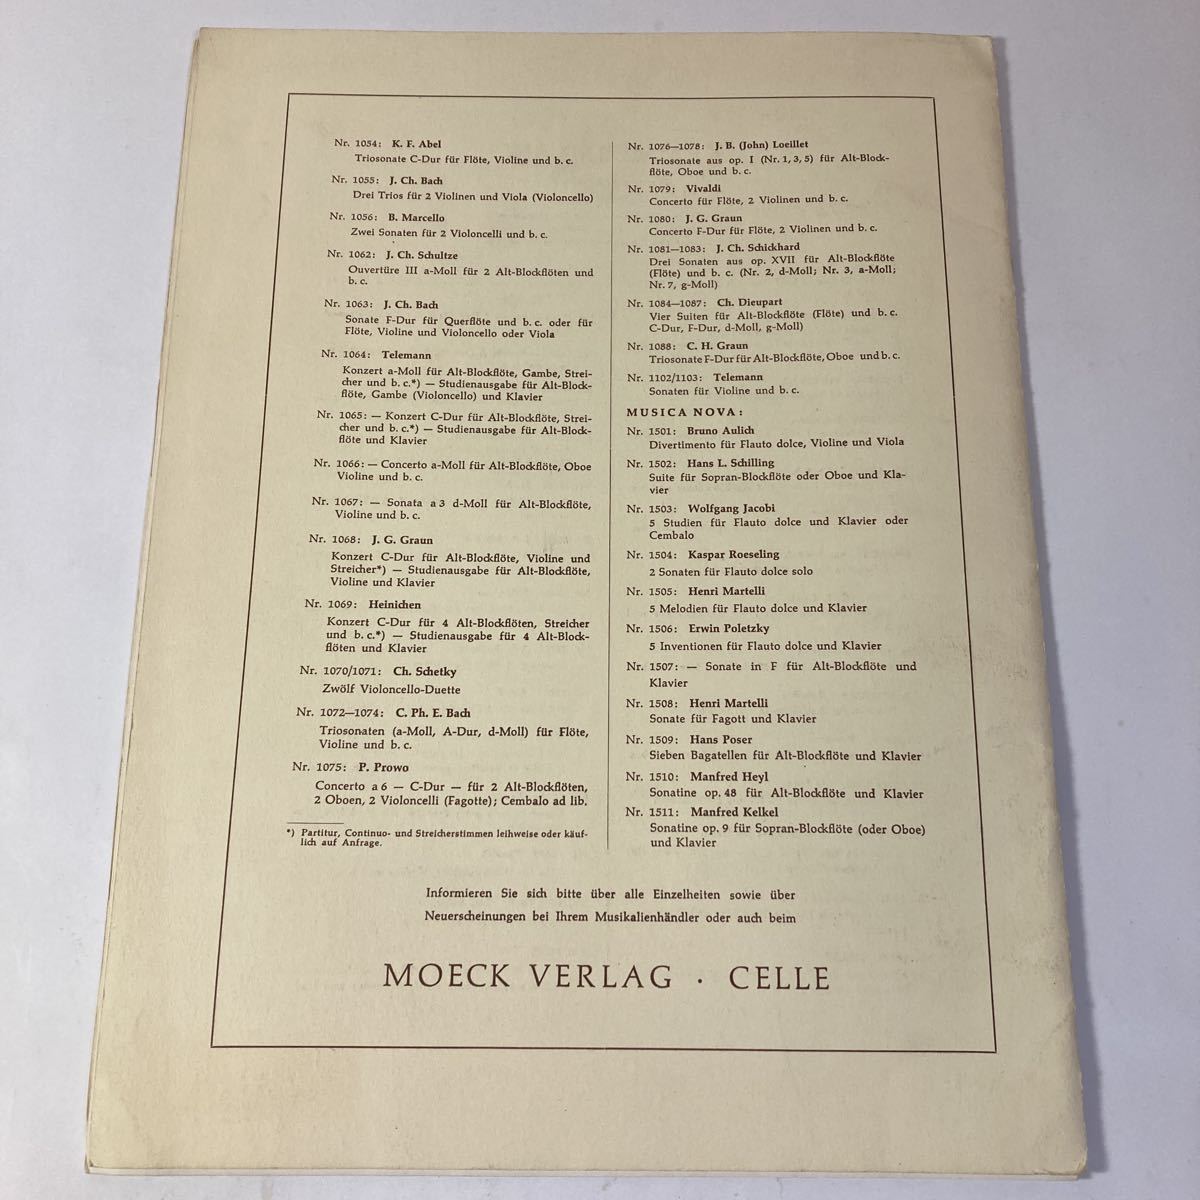 Nr. 1054: K. F. Abel
Triosonate C-Dur für Flöte, Violine und b. c.
Nr. 1055: J. Ch. Bach
Drei Trios für 2 Violinen und Viola (Violoncello)
Nr. 1056: B. Marcello
Zwei Sonaten für 2 Violoncelli und b. c.
Nr. 1062: J. Ch. Schultze
Ouvertüre III a-Moll für 2 Alt-Blockflöten und
b. c.
Nr. 1063: J. Ch. Bach
Sonate F-Dur für Querflöte und b. c. oder für
Flöte, Violine und Violoncello oder Viola
Nr. 1064: Telemann
Konzert a-Moll für Alt-Blockflöte, Gambe, Strei-
cher und b. c.*) — Studienausgabe für Alt-Block-
flöte, Gambe (Violoncello) und Klavier
Nr. 1065: — Konzert C-Dur für Alt-Blockflöte, Strei-
cher und b. c.*) — Studienausgabe für Alt-Block-
flöte und Klavier
Nr. 1066: — Concerto a-Moll für Alt-Blockflöte, Oboe
Violine und b. c.
Nr. 1067: — Sonata a 3 d-Moll für Alt-Blockflöte,
Violine und b. c.
Nr. 1068: J. G. Graun
Konzert C-Dur für Alt-Blockflöte, Violine und
Streicher*) — Studienausgabe für Alt-Blockflöte,
Violine und Klavier
Nr. 1069: Heinichen
Konzert C-Dur für 4 Alt-Blockflöten, Streicher
und b. c.*) — Studienausgabe für 4 Alt-Block-
flöten und Klavier
Nr. 1070/1071: Ch. Schetky
Zwölf Violoncello-Duette
Nr. 1072—1074: C. Ph. E. Bach
Triosonaten (a-Moll, A-Dur, d-Moll) für Flöte,
Violine und b. c.
Nr. 1075: P. Prowo
Concerto a 6 — C-Dur — für 2 Alt-Blockflöten,
2 Oboen, 2 Violoncelli (Fagotte); Cembalo ad lib.
*) Partitur, Continuo- und Streicherstimmen leihweise oder käuf-
lich auf Anfrage.
Nr. 1076—1078: J. B. (John) Loeillet
Triosonate aus op. I (Nr. 1, 3, 5) für Alt-Block-
flöte, Oboe und b. c.
Nr. 1079: Vivaldi
Concerto für Flöte, 2 Violinen und b. c.
Nr. 1080: J. G. Graun
Concerto F-Dur für Flöte, 2 Violinen und b. c.
Nr. 1081—1083: J. Ch. Schickhard
Drei Sonaten aus op. XVII für Alt-Blockflöte
(Flöte) und b. c. (Nr. 2, d-Moll; Nr. 3, a-Moll;
Nr. 7, g-Moll)
Nr. 1084—1087: Ch. Dieupart
Vier Suiten für Alt-Blockflöte (Flöte) und b. c.
C-Dur, F-Dur, d-Moll, g-Moll)
Nr. 1088: C. H. Graun
Triosonate F-Dur für Alt-Blockflöte, Oboe und b. c.
Nr. 1102/1103: Telemann
Sonaten für Violine und b. c.
MUSICA NOVA:
Nr. 1501: Bruno Aulich
Divertimento für Flauto dolce, Violine und Viola
Nr. 1502: Hans L. Schilling
Suite für Sopran-Blockflöte oder Oboe und Kla-
vier
Nr. 1503: Wolfgang Jacobi
5 Studien für Flauto dolce und Klavier oder
Cembalo
Nr. 1504: Kaspar Roeseling
2 Sonaten für Flauto dolce solo
Nr. 1505: Henri Martelli
5 Melodien für Flauto dolce und Klavier
Nr. 1506: Erwin Poletzky
5 Inventionen für Flauto dolce und Klavier
Nr. 1507: — Sonate in F für Alt-Blockflöte und
Klavier
Nr. 1508: Henri Martelli
Sonate für Fagott und Klavier
Nr. 1509: Hans Poser
Sieben Bagatellen für Alt-Blockflöte und Klavier
Nr. 1510: Manfred Heyl
Sonatine op. 48 für Alt-Blockflöte und Klavier
Nr. 1511: Manfred Kelkel
Sonatine op. 9 für Sopran-Blockflöte (oder Oboe)
und Klavier
Informieren Sie sich bitte über alle Einzelheiten sowie über
Neuerscheinungen bei Ihrem Musikalienhändler oder auch beim
MOECK VERLAG · CELLE